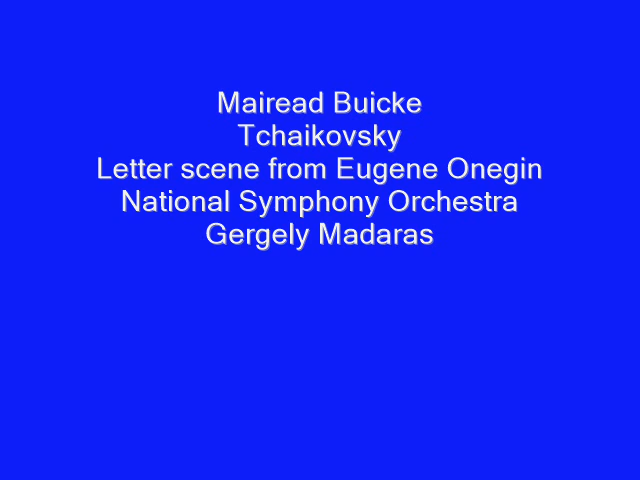 Mairead Buicke
Tchaikovsky
Letter scene from Eugene Onegin
National Symphony Orchestra
Gergely Madaras